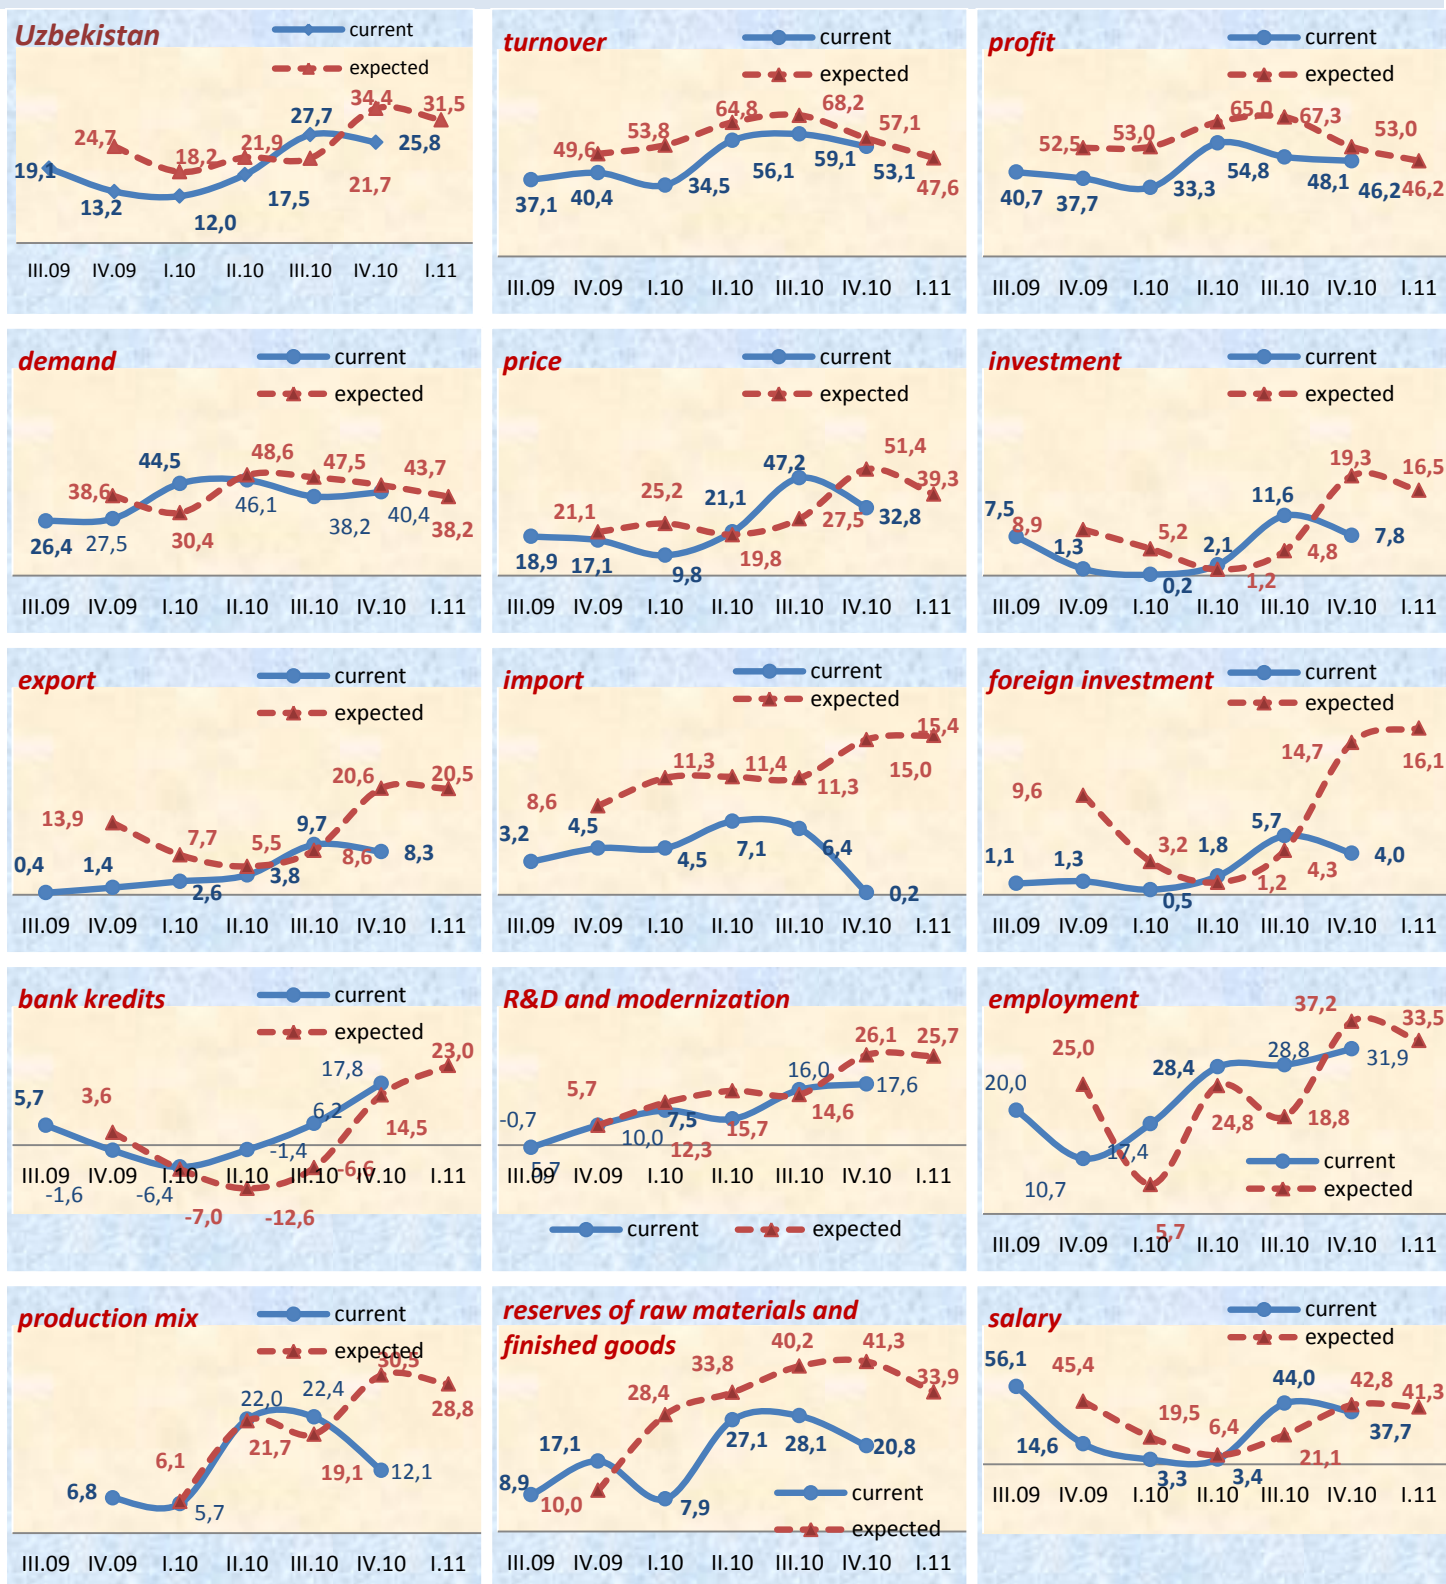 Uzbekistan
current
expected
34,4
31,5
27,7
24,7
21,9
18,2
25,8
19,1
13,2
12,0
17,5
21,7
III.09 IV.09 I.10 II.10 III.10 IV.10 I.11
turnover
current
expected
64,8
68,2
53,8
57,1
49,6
37,1
40,4
34,5
56,1
59,1
53,1
47,6
III.09 IV.09 I.10 II.10 III.10 IV.10 I.11
profit
current
expected
65,0
67,3
52,5
53,0
53,0
40,7
37,7
33,3
54,8
48,1
46,2
46,2
III.09 IV.09 I.10 II.10 III.10 IV.10 I.11
demand
current
expected
44,5
48,6
47,5
43,7
38,6
26,4
27,5
30,4
46,1
38,2
40,4
38,2
III.09 IV.09 I.10 II.10 III.10 IV.10 I.11
price
current
expected
51,4
47,2
39,3
25,2
21,1
21,1
27,5
32,8
18,9
17,1
9,8
19,8
III.09 IV.09 I.10 II.10 III.10 IV.10 I.11
investment
current
expected
19,3
16,5
7,5
8,9
11,6
5,2
1,3
2,1
4,8
7,8
0,2
1,2
III.09 IV.09 I.10 II.10 III.10 IV.10 I.11
export
current
expected
20,6
20,5
13,9
7,7
5,5
9,7
0,4
1,4
2,6
3,8
8,6
8,3
III.09 IV.09 I.10 II.10 III.10 IV.10 I.11
import
current
expected
15,4
11,3
11,4
11,3
15,0
8,6
3,2
4,5
4,5
7,1
6,4
0,2
III.09 IV.09 I.10 II.10 III.10 IV.10 I.11
foreign investment
current
expected
14,7
16,1
9,6
3,2
1,8
5,7
1,1
1,3
0,5
1,2
4,3
4,0
III.09 IV.09 I.10 II.10 III.10 IV.10 I.11
bank kredits
current
expected
23,0
17,8
5,7
3,6
6,2
14,5
-1,4
-6,6
III.09 IV.09 I.10 II.10 III.10 IV.10 I.11
-1,6
-6,4
-7,0
-12,6
R&D and modernization
26,1
25,7
16,0
17,6
5,7
-0,7
7,5
14,6
10,0
12,3
15,7
5,7
III.09 IV.09 I.10 II.10 III.10 IV.10 I.11
current
expected
employment
37,2
33,5
25,0
28,4
28,8
31,9
20,0
24,8
18,8
10,7
17,4
current
expected
5,7
III.09 IV.09 I.10 II.10 III.10 IV.10 I.11
production mix
current
expected
30,5
22,0
22,4
28,8
6,1
21,7
19,1
12,1
6,8
5,7
III.09 IV.09 I.10 II.10 III.10 IV.10 I.11
reserves of raw materials and
finished goods
40,2
41,3
33,8
33,9
28,4
17,1
27,1
28,1
20,8
8,9
10,0
7,9
current
expected
III.09 IV.09 I.10 II.10 III.10 IV.10 I.11
salary
current
expected
56,1
45,4
44,0
42,8
41,3
19,5
6,4
37,7
14,6
21,1
3,3
3,4
III.09 IV.09 I.10 II.10 III.10 IV.10 I.11